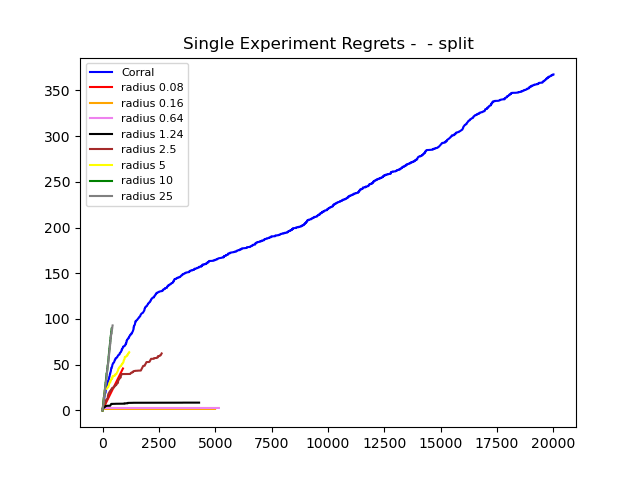 Single Experiment Regrets -  - split
Corral
radius 0.08
radius 0.16
radius 0.64
radius 1.24
radius 2.5
radius 5
radius 10
radius 25
350
300
250
200
150
100
50
0
0 2500 5000 7500 10000 12500 15000 17500 20000